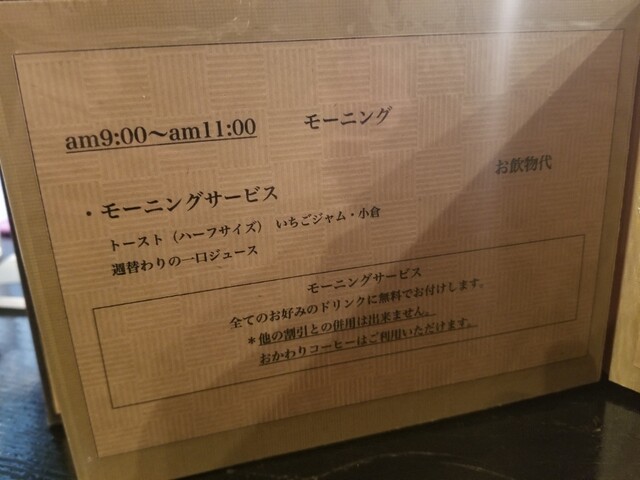 am9:00～am11:00 モーニング
お飲物代
・モーニングサービス
トースト（ハーフサイズ） いちごジャム・小倉
週替わりの一口ジュース
モーニングサービス
全てのお好みのドリンクに無料でお付けします。
＊他の割引との併用は出来ません。
おかわりコーヒーはご利用いただけます。